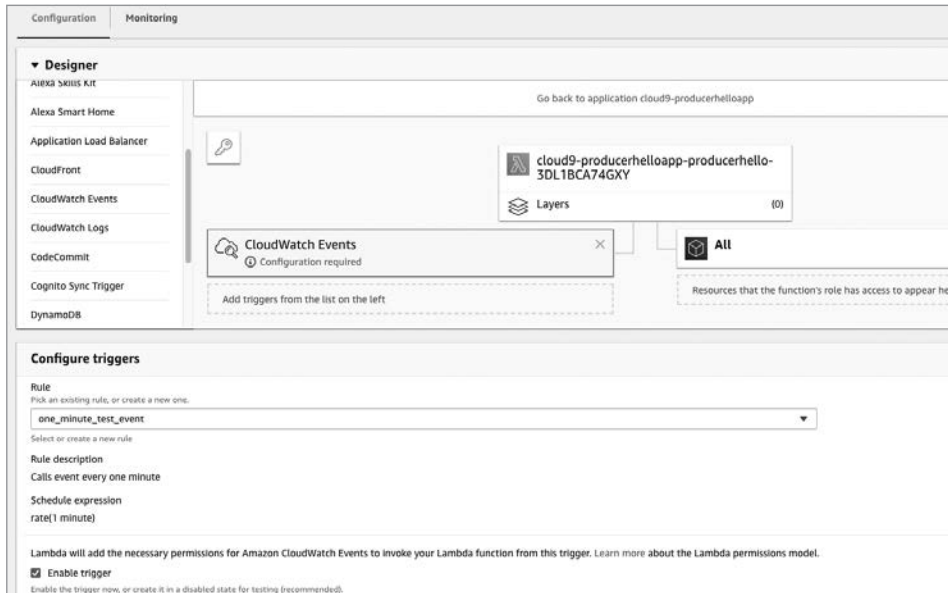 Configuration
Monitoring
Designer
Alexa Skills Kit
Alexa Smart Home
Application Load Balancer
CloudFront
CloudWatch Events
CloudWatch Logs
CodeCommit
Cognito Sync Trigger
DynamoDB
Go back to application cloud9-producerhelloapp
cloud9-producerhelloapp-producerhello-
3DL1BCA74GXY
Layers
(0)
CloudWatch Events
Configuration required
Add triggers from the list on the left
All
Resources that the function's role has access to appear he
Configure triggers
Rule
Pick an existing rule, or create a new one.
one_minute_test_event
Select or create a new rule
Rule description
Calls event every one minute
Schedule expression
rate(1 minute)
Lambda will add the necessary permissions for Amazon CloudWatch Events to invoke your Lambda function from this trigger. Learn more about the Lambda permissions model.
Enable trigger
Enable the trigger now, or create it in a disabled state for testing (recommended).